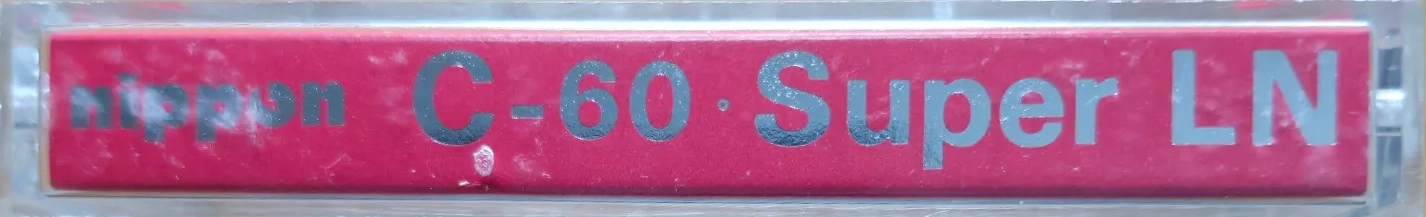 nippon C-60 · Super LN